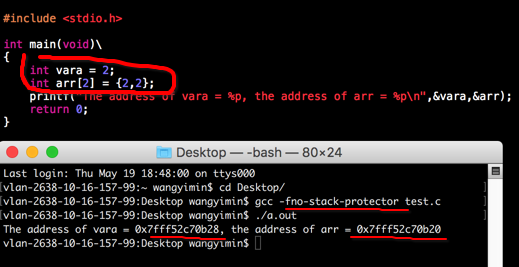 #include <stdio.h>
int main(void)\
{
int vara = 2;
int arr[2] = {2,2};
printf("The address of vara = %p, the address of arr = %p\n",&vara,&arr);
return 0;
}
Desktop — -bash — 80×24
Last login: Thu May 19 18:48:00 on ttys000
[vlan-2638-10-16-157-99:~ wangyimin$ cd Desktop/ ]
[vlan-2638-10-16-157-99:Desktop wangyimin$ gcc -fno-stack-protector test.c ]
[vlan-2638-10-16-157-99:Desktop wangyimin$ ./a.out ]
The address of vara = 0x7fff52c70b28, the address of arr = 0x7fff52c70b20
vlan-2638-10-16-157-99:Desktop wangyimin$